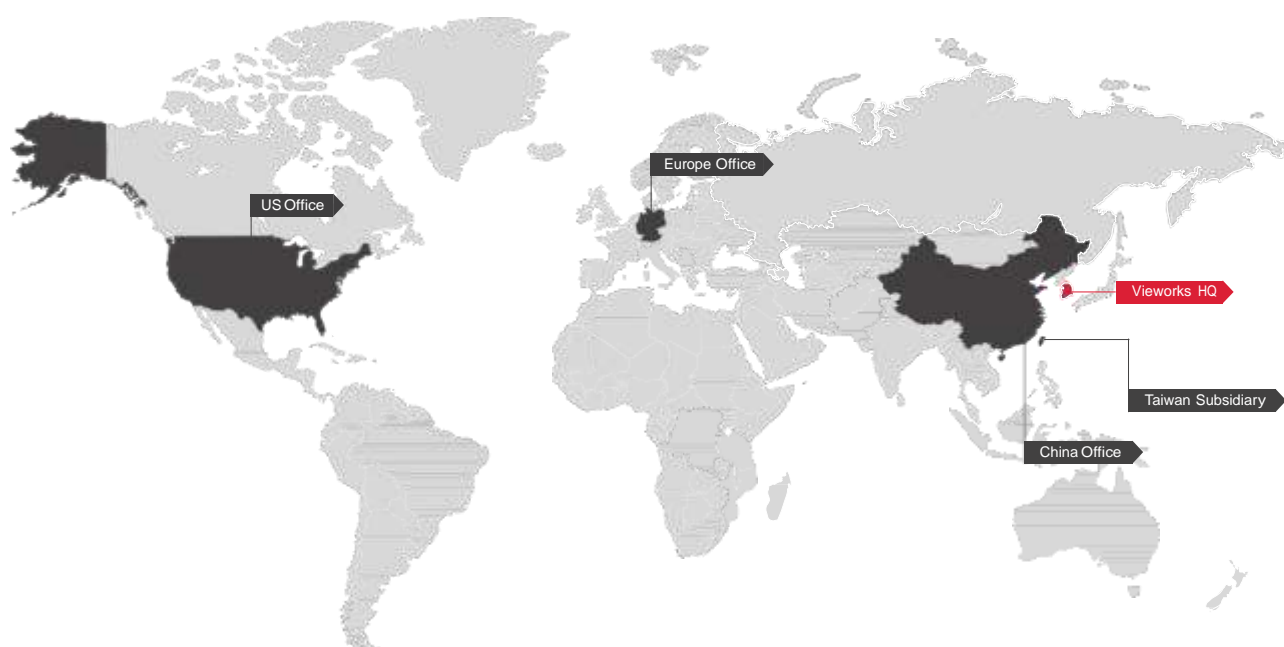 Europe Office
US Office
Vieworks HQ
Taiwan Subsidiary
China Office